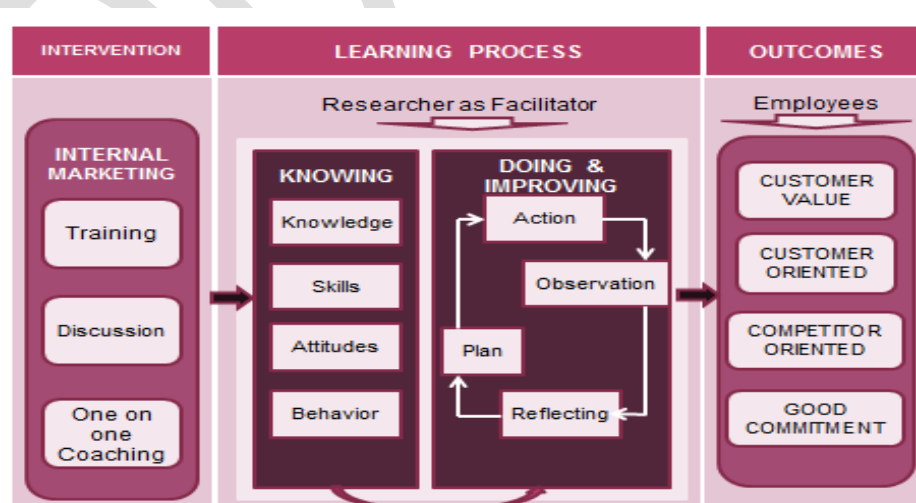 INTERVENTION
LEARNING PROCESS
OUTCOMES
Researcher as Facilitator
Employees
INTERNAL
MARKETING
Training
Discussion
One on
one
Coaching
KNOWING
Knowledge
Skills
Attitudes
Behavior
DOING &
IMPROVING
Action
Observation
Plan
Reflecting
CUSTOMER
VALUE
CUSTOMER
ORIENTED
COMPETITOR
ORIENTED
GOOD
COMMITMENT